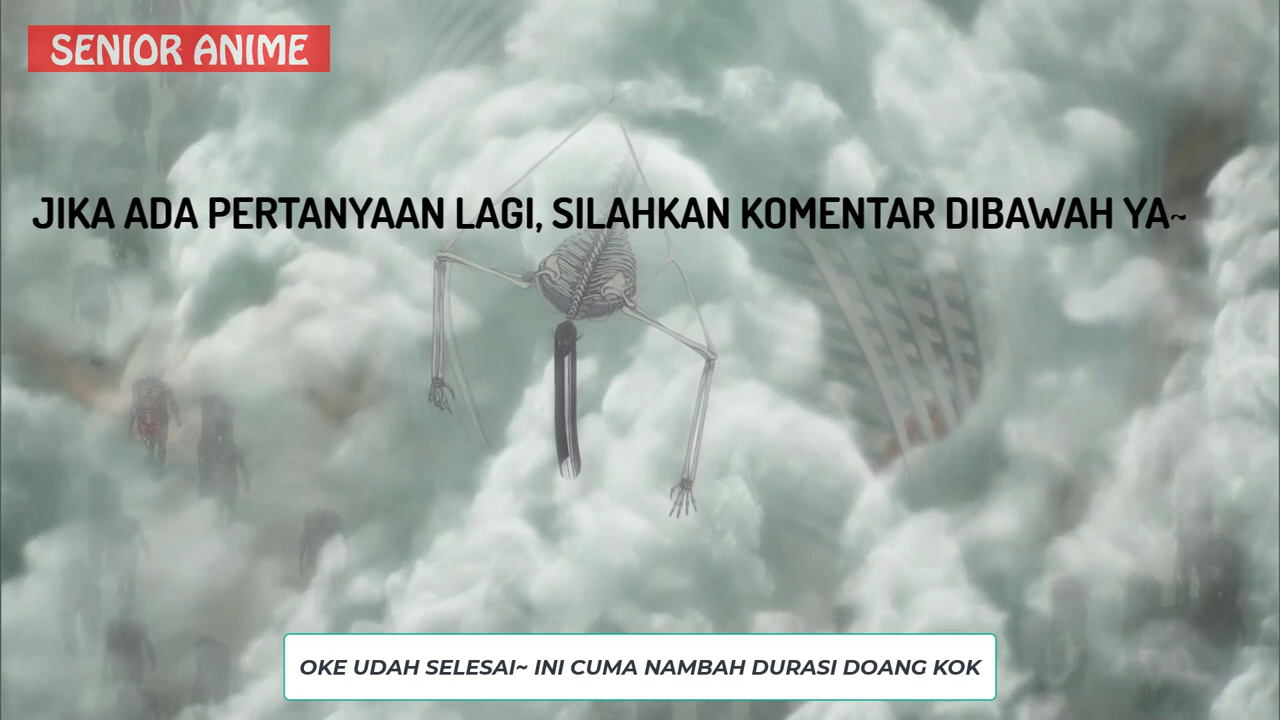 SENIOR ANIME
JIKA ADA PERTANYAAN LAGI, SILAHKAN KOMENTAR DIBAWAH YA~
OKE UDAH SELESAI~ INI CUMA NAMBAH DURASI DOANG KOK